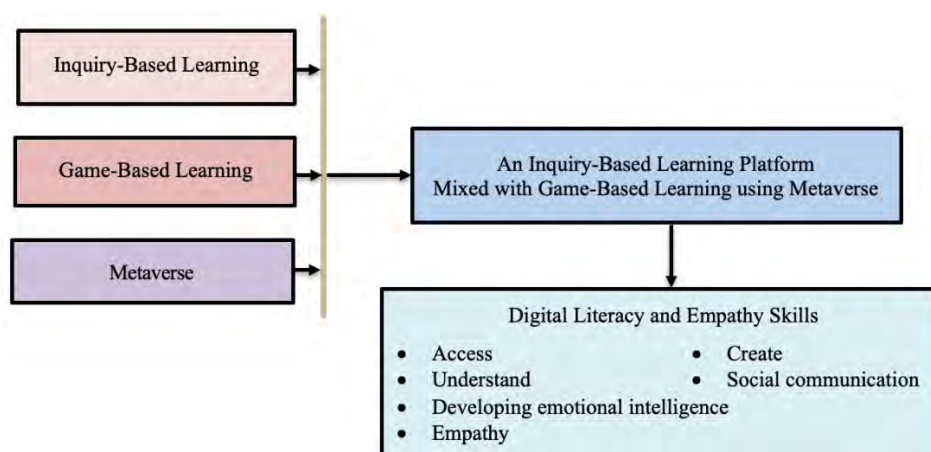 Inquiry-Based Learning
Game-Based Learning
Metaverse
An Inquiry-Based Learning Platform
Mixed with Game-Based Learning using Metaverse
Digital Literacy and Empathy Skills
• Access
• Understand
• Developing emotional intelligence
• Empathy
• Create
• Social communication